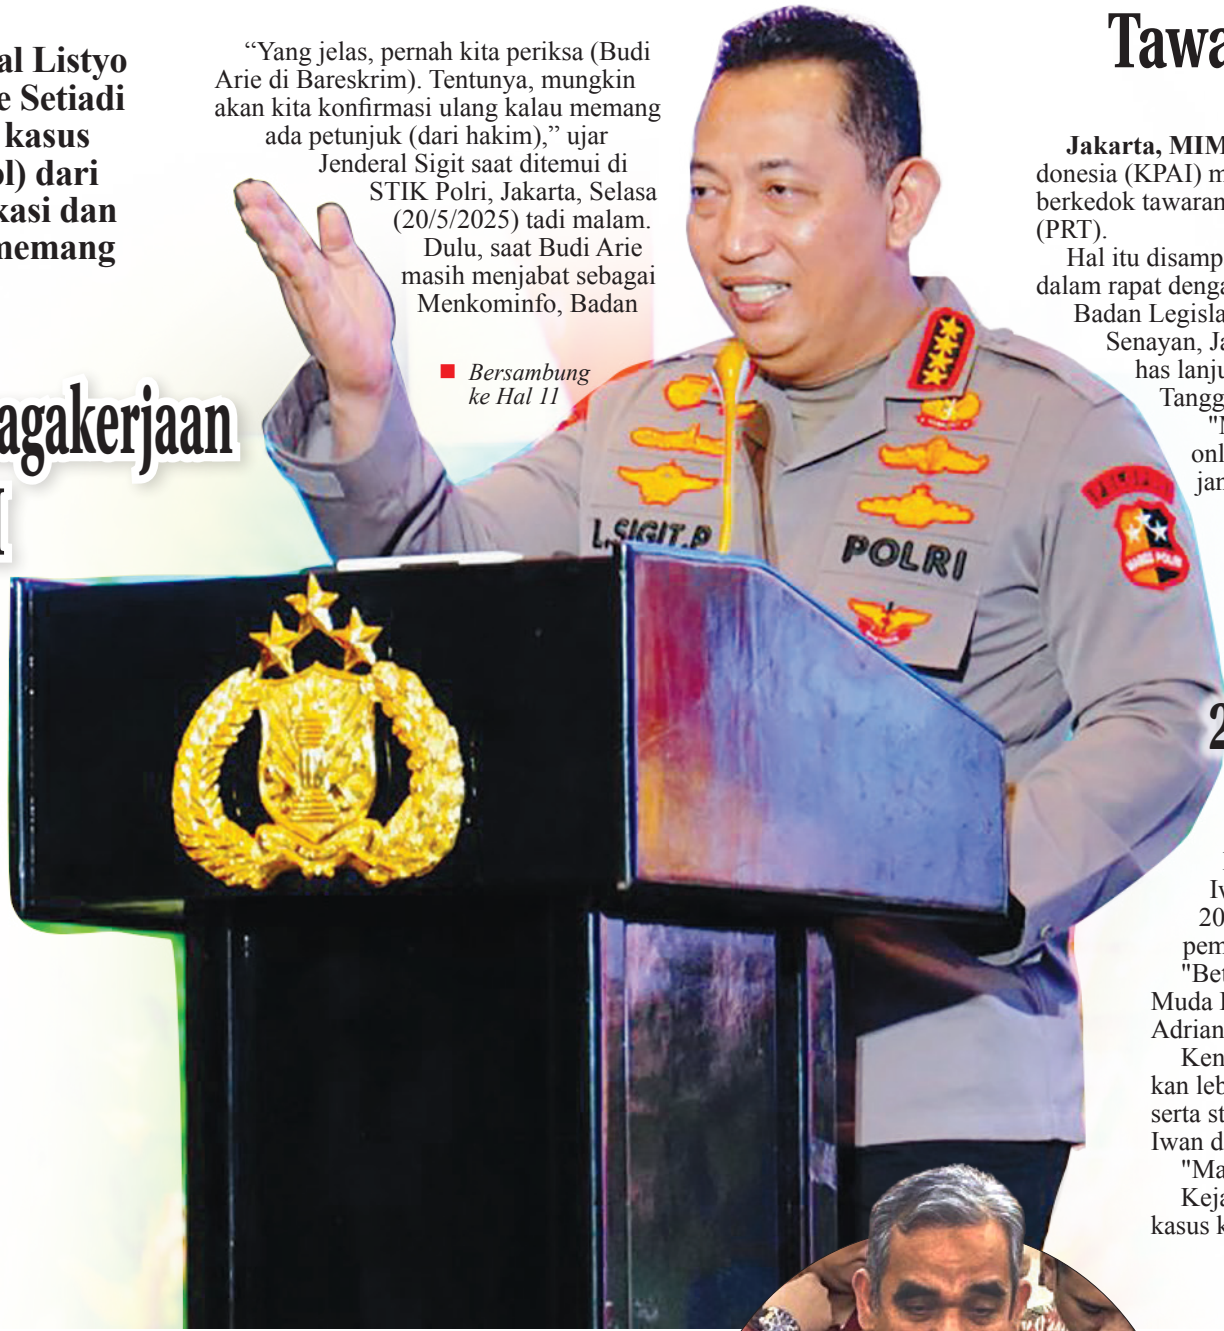 al Listyo
e Setiadi
kasus
ol) dari
kasi dan
memang
agakerjaan
I
“Yang jelas, pernah kita periksa (Budi
Arie di Bareskrim). Tentunya, mungkin
akan kita konfirmasi ulang kalau memang
ada petunjuk (dari hakim),” ujar
Jenderal Sigit saat ditemui di
STIK Polri, Jakarta, Selasa
(20/5/2025) tadi malam.
Dulu, saat Budi Arie
masih menjabat sebagai
Menkominfo, Badan
Bersambung
ke Hal 11
L.SIGIT.P
POLRI
MABES POLRI
Tawa
Jakarta, MIM
donesia (KPAI) m
berkedok tawaran
(PRT).
Hal itu disamp
dalam rapat denga
Badan Legisla
Senayan, Ja
has lanju
Tangg
"M
onl
jan
2
Iw
20
pem
"Bet
Muda
Adrian
Ken
kan leb
serta st
Iwan d
"Ma
Keja
kasus k